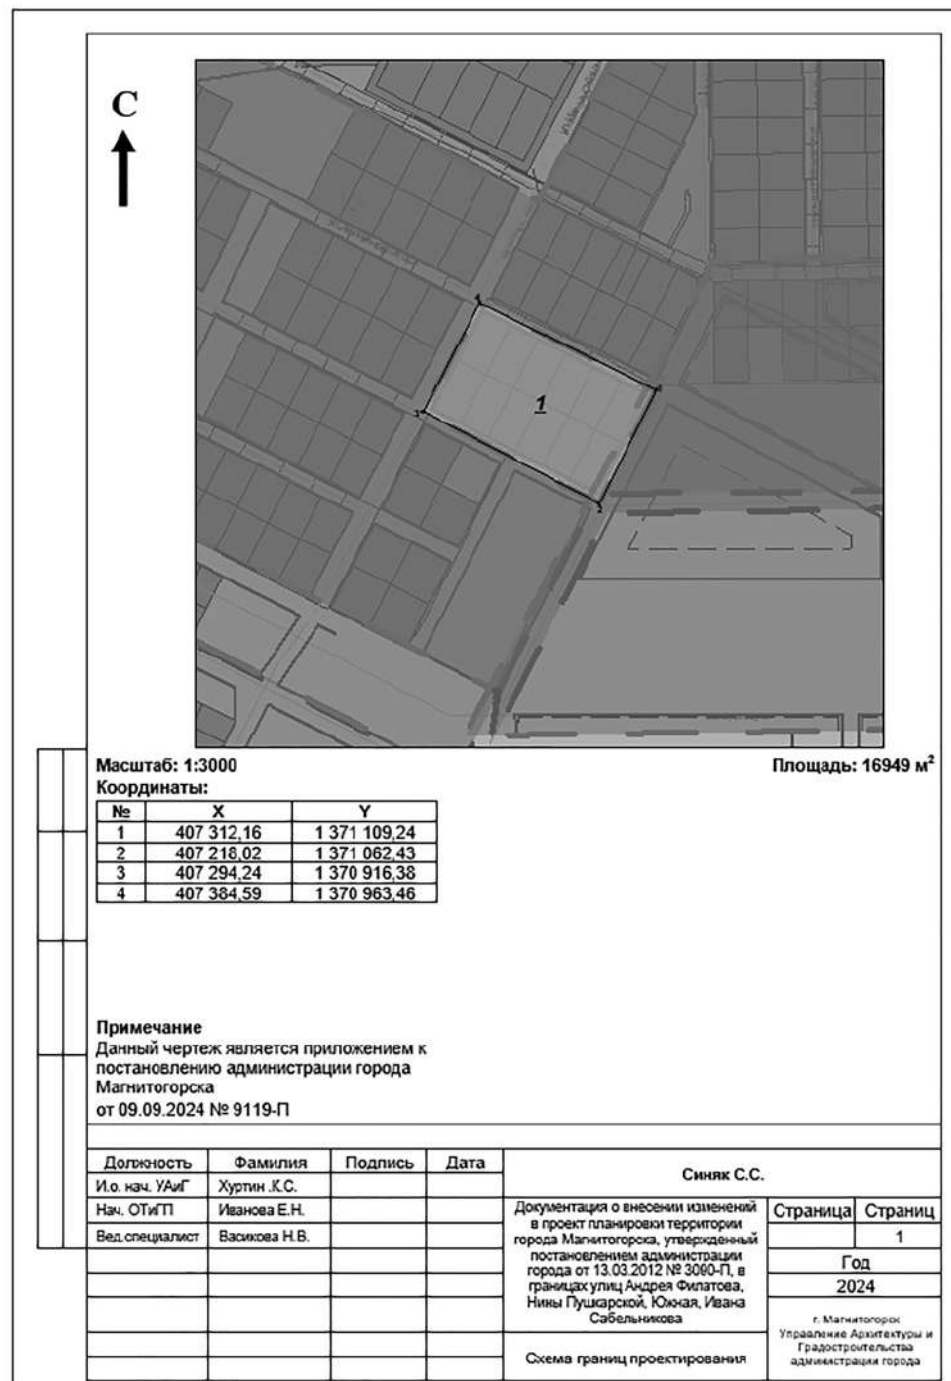 С
1
4
1
3
2
Масштаб: 1:3000
Площадь: 16949 м²
Координаты:
№ X Y
1 407 312,16 1 371 109,24
2 407 218,02 1 371 062,43
3 407 294,24 1 370 916,38
4 407 384,59 1 370 963,46
Примечание
Данный чертеж является приложением к
постановлению администрации города
Магнитогорска
от 09.09.2024 № 9119-П
Должность Фамилия Подпись Дата
И.о. нач. УАиГ Хуртин .К.С.
Нач. ОТиГП Иванова Е.Н.
Вед.специалист Васикова Н.В.
Синяк С.С.
Документация о внесении изменений
в проект планировки территории
города Магнитогорска, утвержденный
постановлением администрации
города от 13.03.2012 № 3090-П, в
границах улиц Андрея Филатова,
Нины Пушкарской, Южная, Ивана
Сабельникова
Страница Страниц
1
Год
2024
Схема границ проектирования
г. Магнитогорск
Управление Архитектуры и
Градостроительства
администрации города